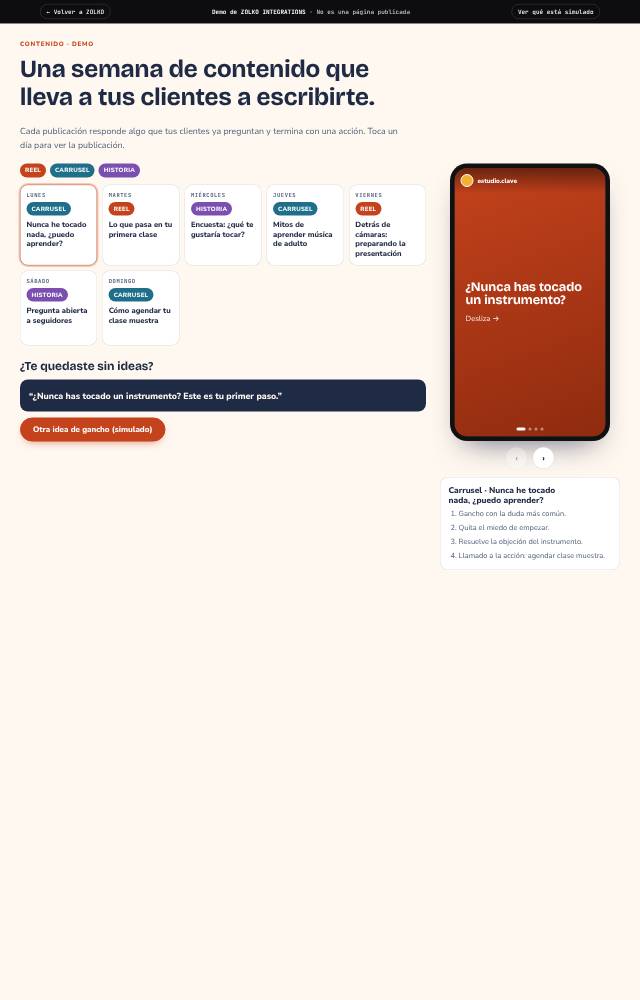 ← Volver a ZOLKO
Demo de ZOLKO INTEGRATIONS · No es una página publicada
Ver qué está simulado
CONTENIDO · DEMO
Una semana de contenido que
lleva a tus clientes a escribirte.
Cada publicación responde algo que tus clientes ya preguntan y termina con una acción. Toca un
día para ver la publicación.
REEL
CARRUSEL
HISTORIA
LUNES
CARRUSEL
Nunca he tocado
nada, ¿puedo
aprender?
MARTES
REEL
Lo que pasa en tu
primera clase
MIÉRCOLES
HISTORIA
Encuesta: ¿qué te
gustaría tocar?
JUEVES
CARRUSEL
Mitos de
aprender música
de adulto
VIERNES
REEL
Detrás de
cámaras:
preparando la
presentación
SÁBADO
HISTORIA
Pregunta abierta
a seguidores
DOMINGO
CARRUSEL
Cómo agendar tu
clase muestra
¿Te quedaste sin ideas?
"¿Nunca has tocado un instrumento? Este es tu primer paso."
Otra idea de gancho (simulado)
estudio.clave
¿Nunca has tocado
un instrumento?
Desliza →
‹
›
Carrusel · Nunca he tocado
nada, ¿puedo aprender?
1. Gancho con la duda más común.
2. Quita el miedo de empezar.
3. Resuelve la objeción del instrumento.
4. Llamado a la acción: agendar clase muestra.